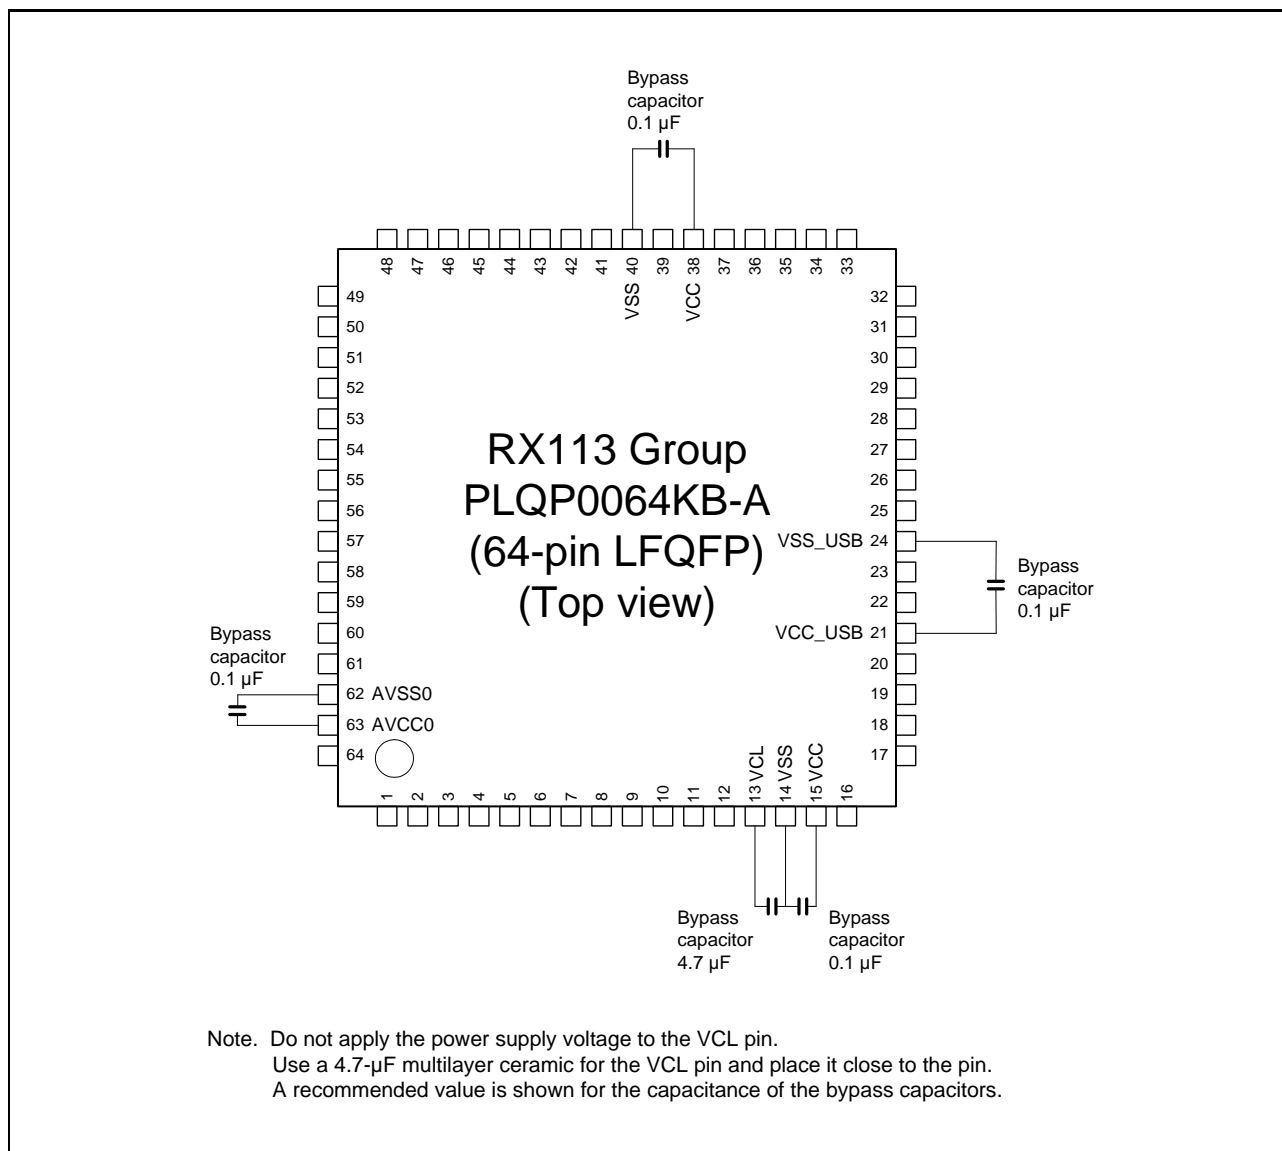 Bypass
capacitor
0.1 µF
48 47 46 45 44 43 42 41 40 39 38 37 36 35 34 33
VSS
VCC
49
50
51
52
53
54
55
56
57
58
59
60
61
62 AVSS0
63 AVCC0
64
RX113 Group
PLQP0064KB-A
(64-pin LFQFP)
(Top view)
32
31
30
29
28
27
26
25
VSS_USB 24
23
22
VCC_USB 21
20
19
18
17
Bypass
capacitor
0.1 µF
Bypass
capacitor
0.1 µF
1 2 3 4 5 6 7 8 9 10 11 12 13 VCL 14 VSS 15 VCC 16
Bypass
capacitor
4.7 µF
Bypass
capacitor
0.1 µF
Note. Do not apply the power supply voltage to the VCL pin.
Use a 4.7-µF multilayer ceramic for the VCL pin and place it close to the pin.
A recommended value is shown for the capacitance of the bypass capacitors.